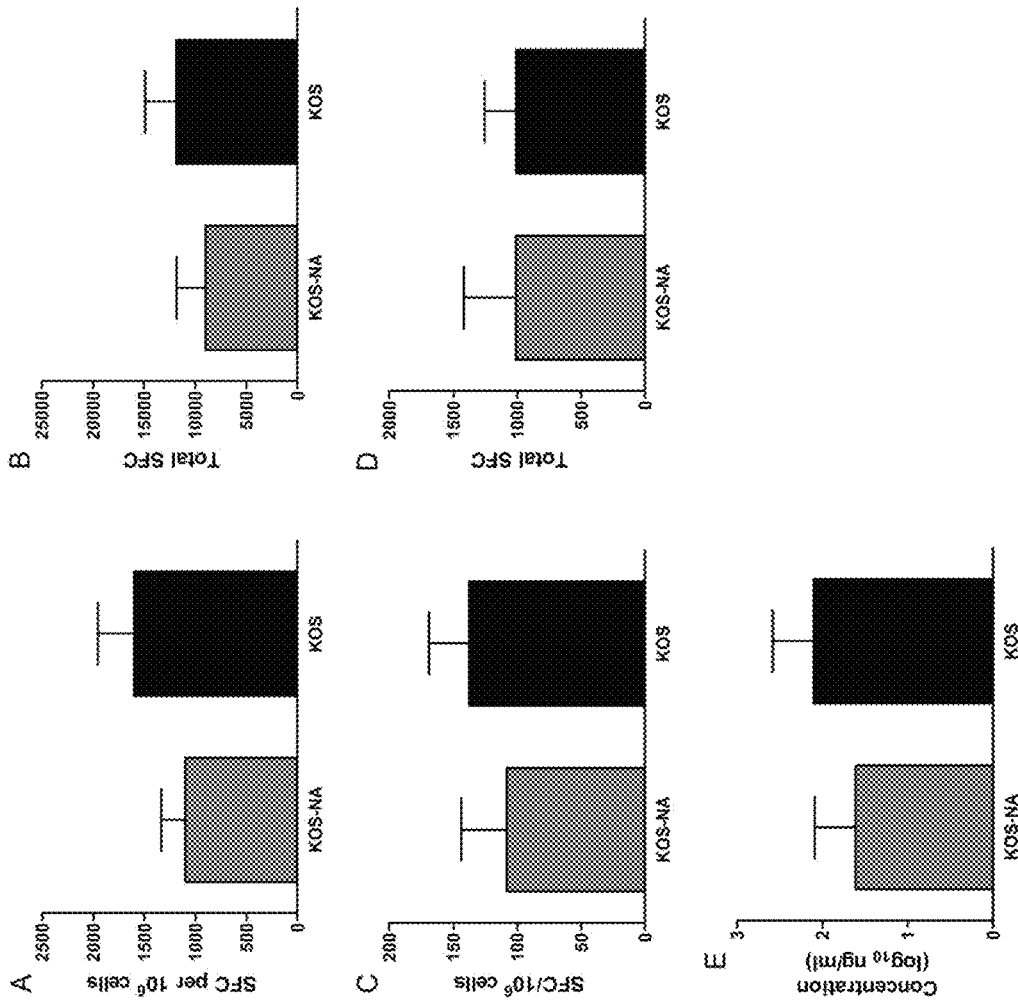 A
SFC per 10⁶ cells
2500
2000
1500
1000
500
0
KOS-NA
KOS
B
Total SFC
25000
20000
15000
10000
5000
0
KOS-NA
KOS
C
SFC/10⁶ cells
200
150
100
50
0
KOS-NA
KOS
D
Total SFC
2000
1500
1000
500
0
KOS-NA
KOS
E
Concentration
(log₁₀ ng/ml)
3
2
1
0
KOS-NA
KOS